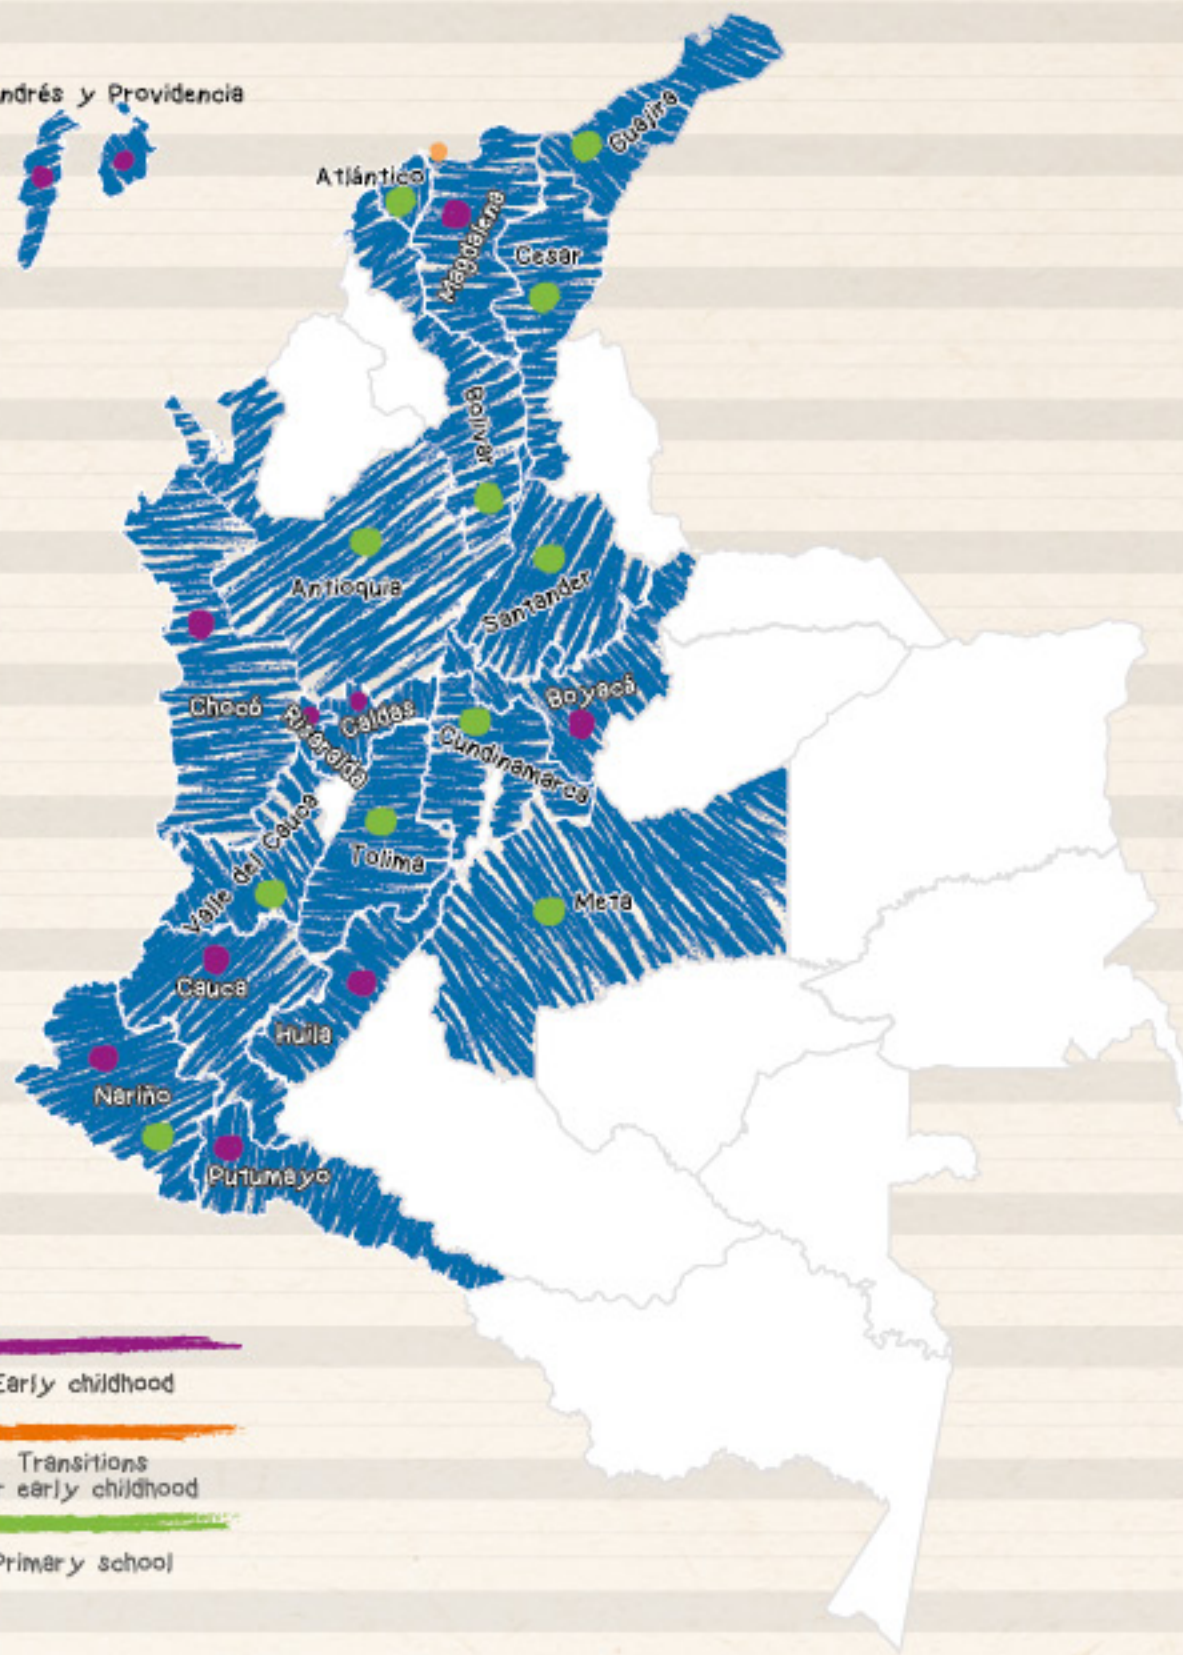 ndrés y Providencia
Guajira
Atlántico
Magdalena
Cesar
Bolívar
Antioquia
Santander
Chocó
Risaralda
Caldas
Boyacá
Cundinamarca
Valle del Cauca
Tolima
Meta
Cauca
Huila
Nariño
Putumayo
Early childhood
Transitions
r early childhood
Primary school